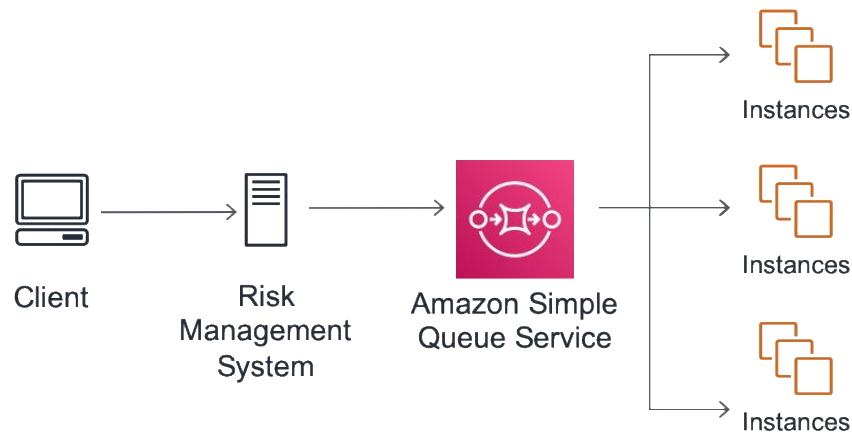 Client
Risk
Management
System
Amazon Simple
Queue Service
Instances
Instances
Instances